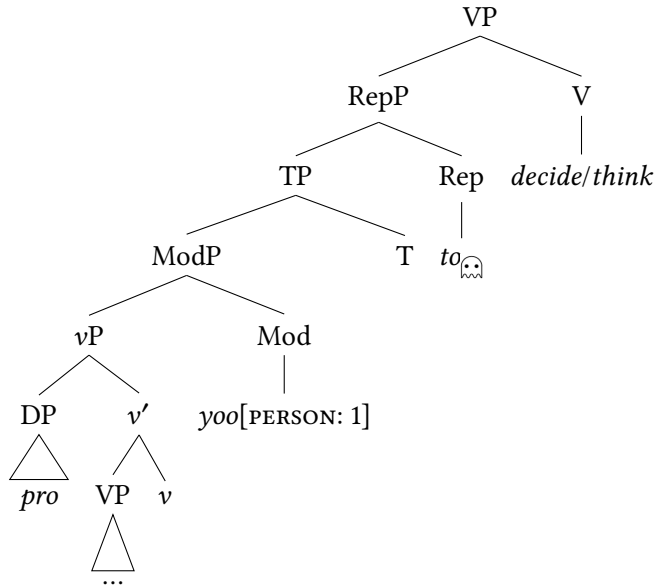 VP
RepP V
TP Rep decide/think
ModP T to
vP Mod
DP v′ yoo[PERSON: 1]
pro VP v
...